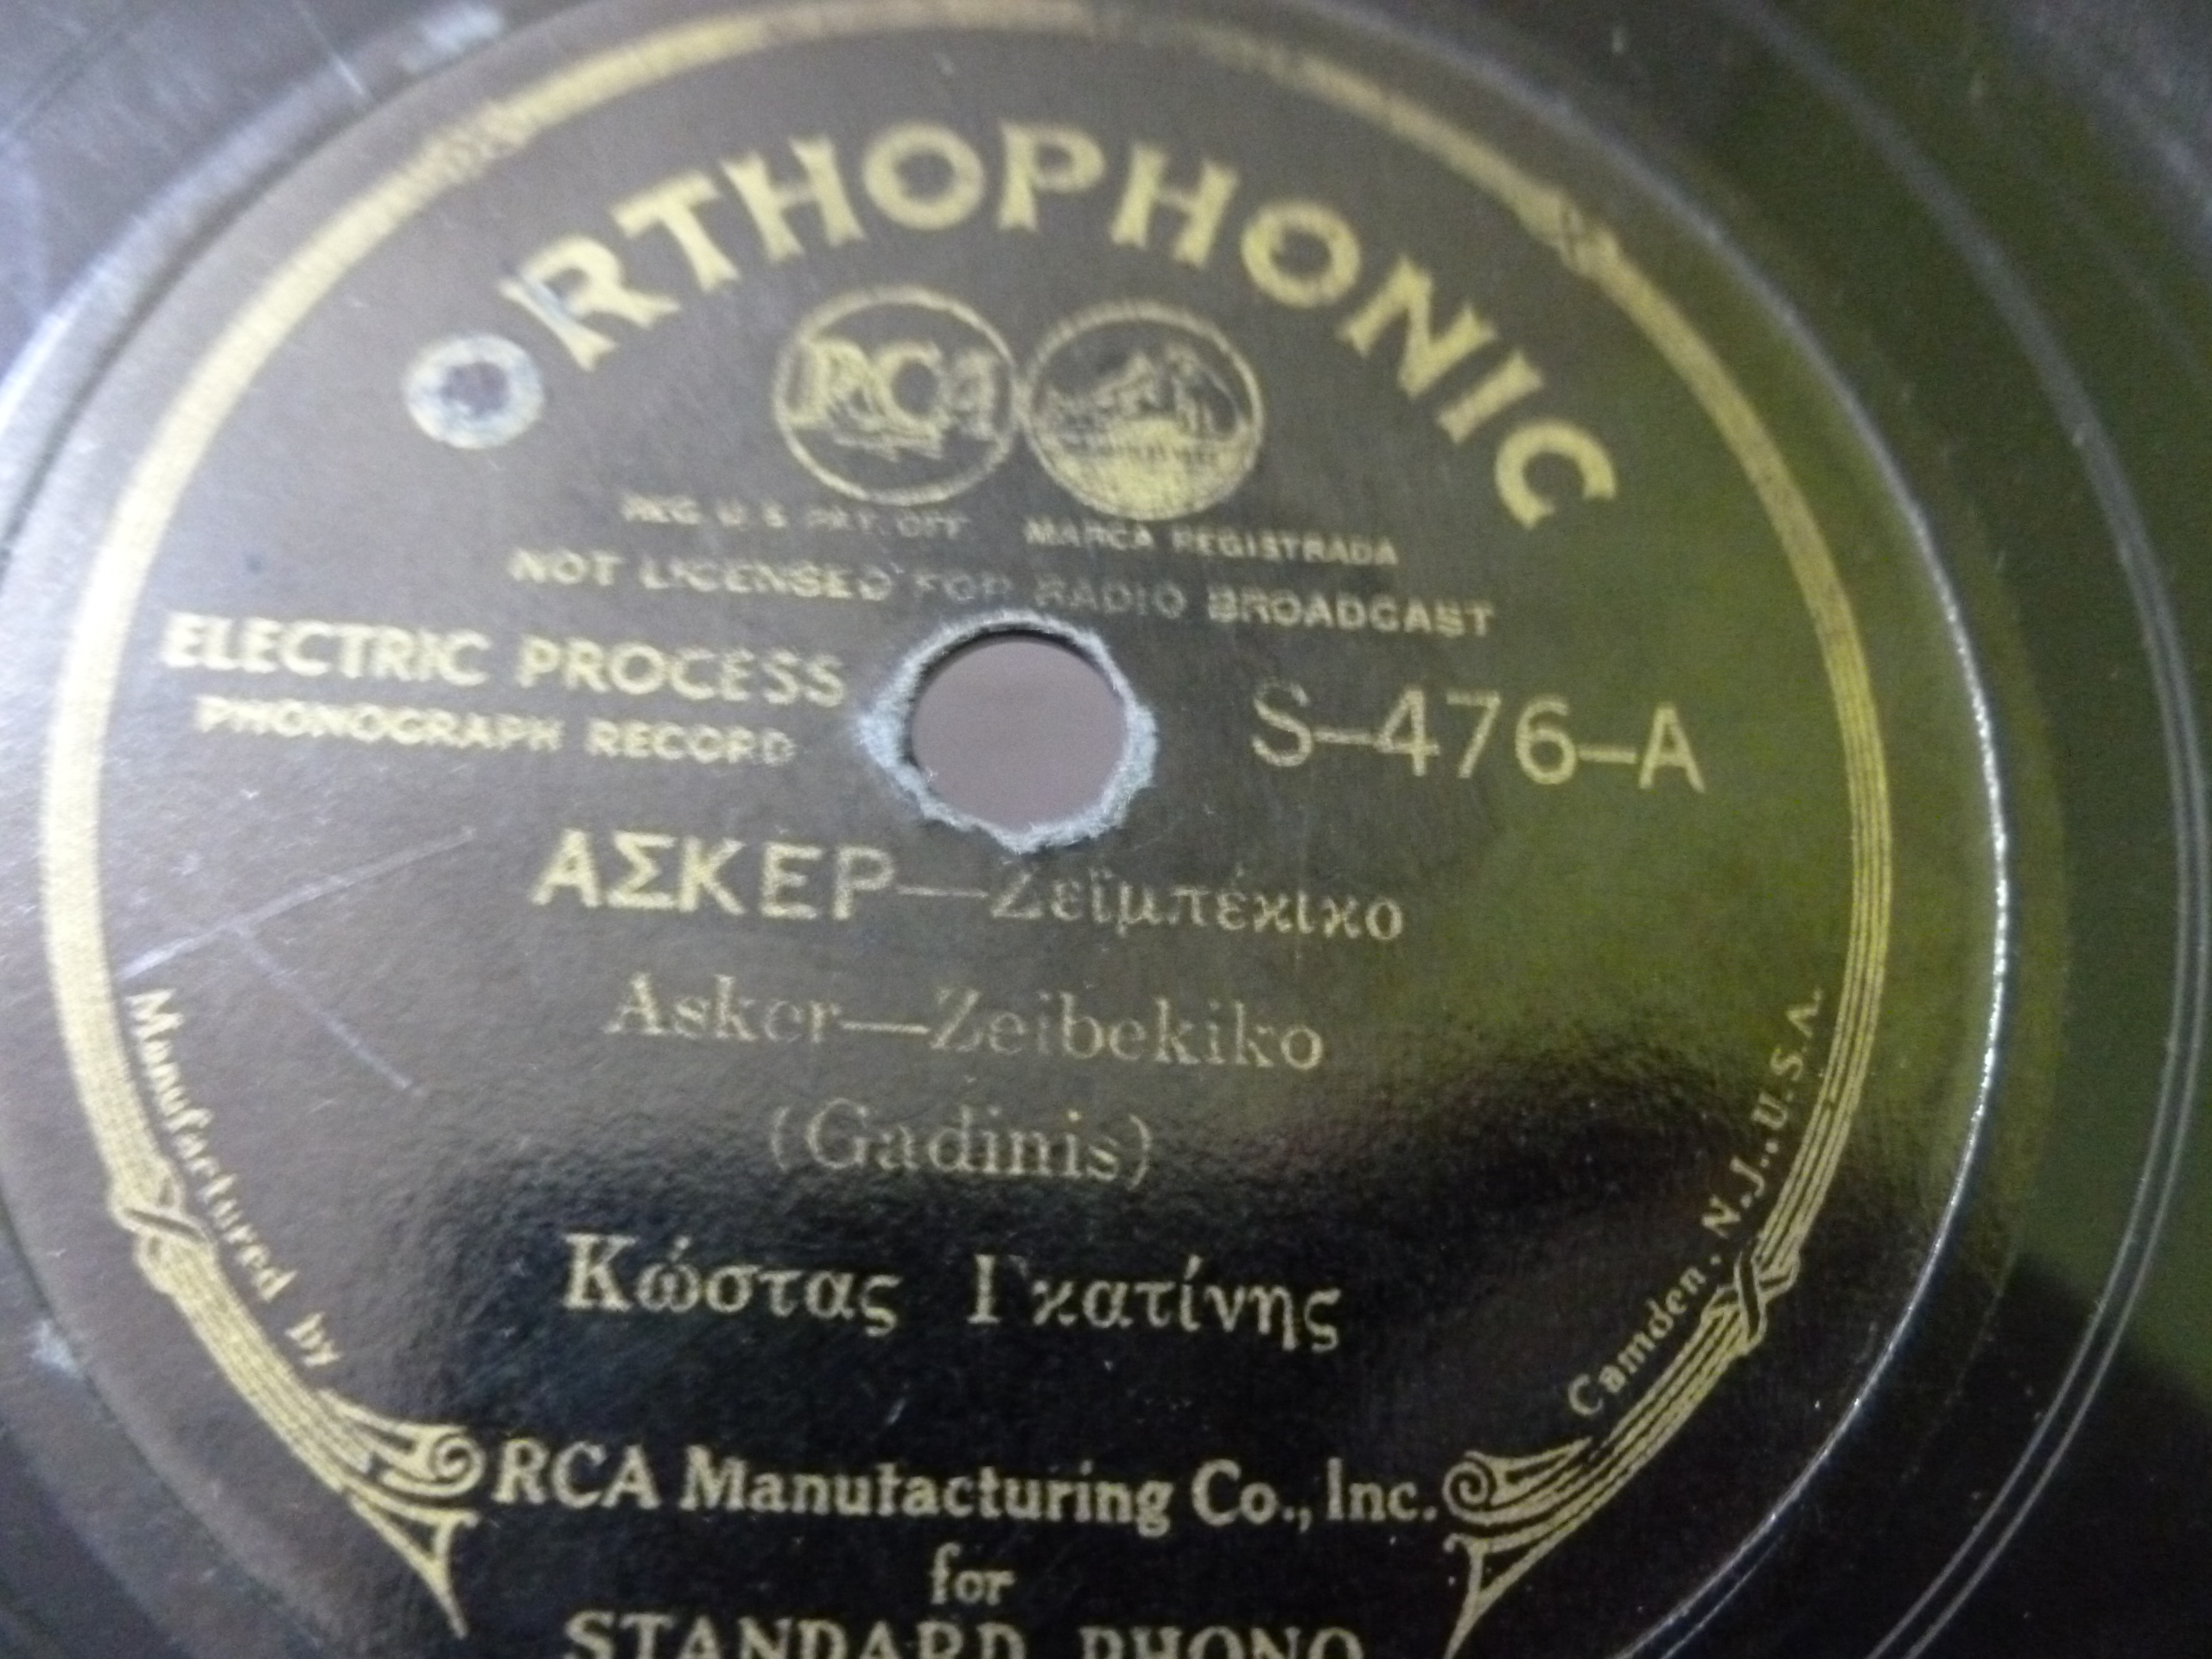 ORTHOPHONIC
RCA
REG. U. S. PAT. OFF. MARCA REGISTRADA
NOT LICENSED FOR RADIO BROADCAST
ELECTRIC PROCESS
PHONOGRAPH RECORD
S-476-A
ΑΣΚΕΡ—Ζεϊμπέκικο
Asker—Zeibekiko
(Gadinis)
Κώστας Γκατίνης
Manufactured by
RCA Manufacturing Co., Inc.
Camden, N.J., U.S.A.
for
STANDARD PHONO